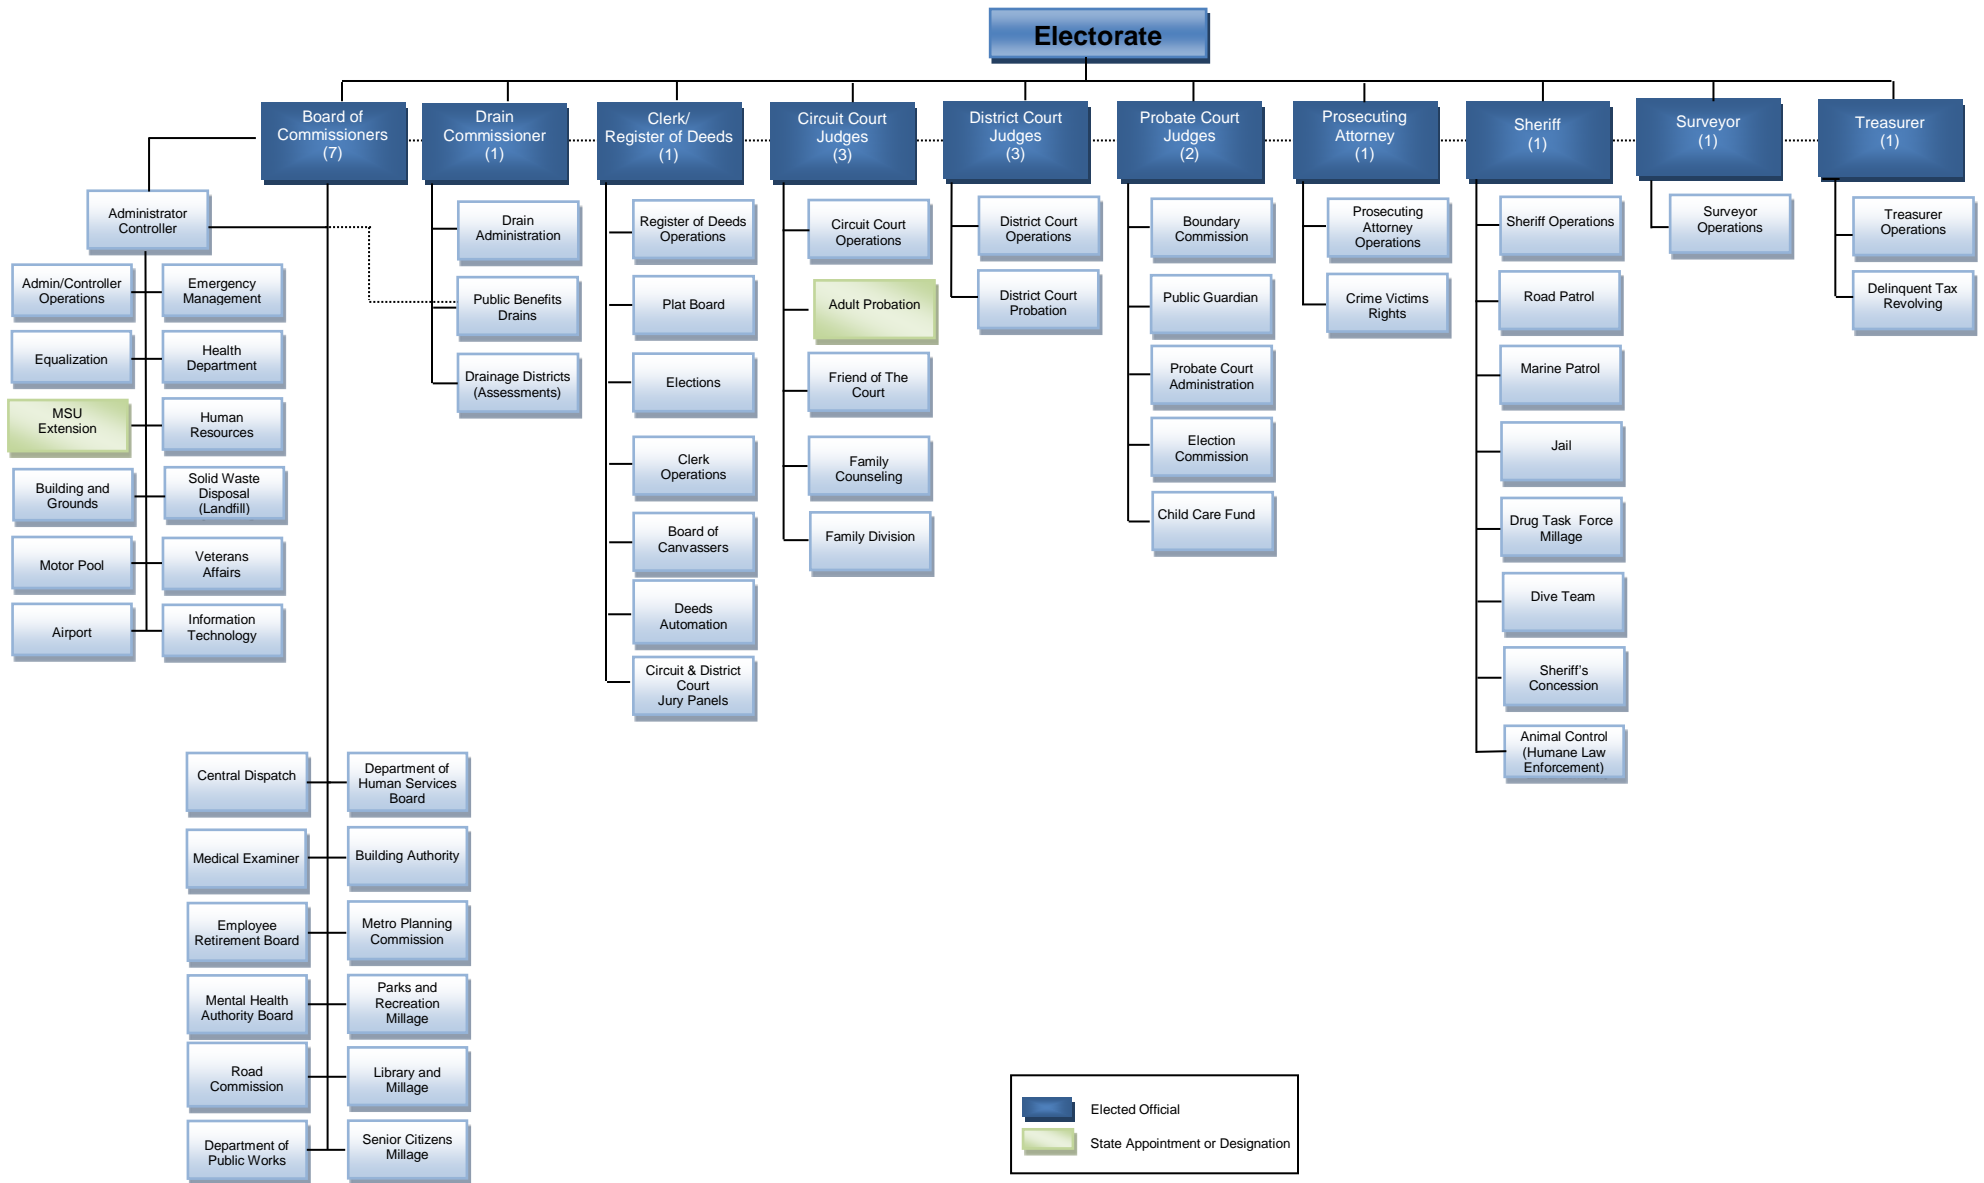 Electorate
Board of
Commissioners
(7)
Drain
Commissioner
(1)
Clerk/
Register of Deeds
(1)
Circuit Court
Judges
(3)
District Court
Judges
(3)
Probate Court
Judges
(2)
Prosecuting
Attorney
(1)
Sheriff
(1)
Surveyor
(1)
Treasurer
(1)
Administrator
Controller
Admin/Controller
Operations
Emergency
Management
Equalization
Health
Department
MSU
Extension
Human
Resources
Building and
Grounds
Solid Waste
Disposal
(Landfill)
Motor Pool
Veterans
Affairs
Airport
Information
Technology
Central Dispatch
Department of
Human Services
Board
Medical Examiner
Building Authority
Employee
Retirement Board
Metro Planning
Commission
Mental Health
Authority Board
Parks and
Recreation
Millage
Road
Commission
Library and
Millage
Department of
Public Works
Senior Citizens
Millage
Drain
Administration
Public Benefits
Drains
Drainage Districts
(Assessments)
Register of Deeds
Operations
Plat Board
Elections
Clerk
Operations
Board of
Canvassers
Deeds
Automation
Circuit & District
Court
Jury Panels
Circuit Court
Operations
Adult Probation
Friend of The
Court
Family
Counseling
Family Division
District Court
Operations
District Court
Probation
Boundary
Commission
Public Guardian
Probate Court
Administration
Election
Commission
Child Care Fund
Prosecuting
Attorney
Operations
Crime Victims
Rights
Sheriff Operations
Road Patrol
Marine Patrol
Jail
Drug Task Force
Millage
Dive Team
Sheriff's
Concession
Animal Control
(Humane Law
Enforcement)
Surveyor
Operations
Treasurer
Operations
Delinquent Tax
Revolving
Elected Official
State Appointment or Designation